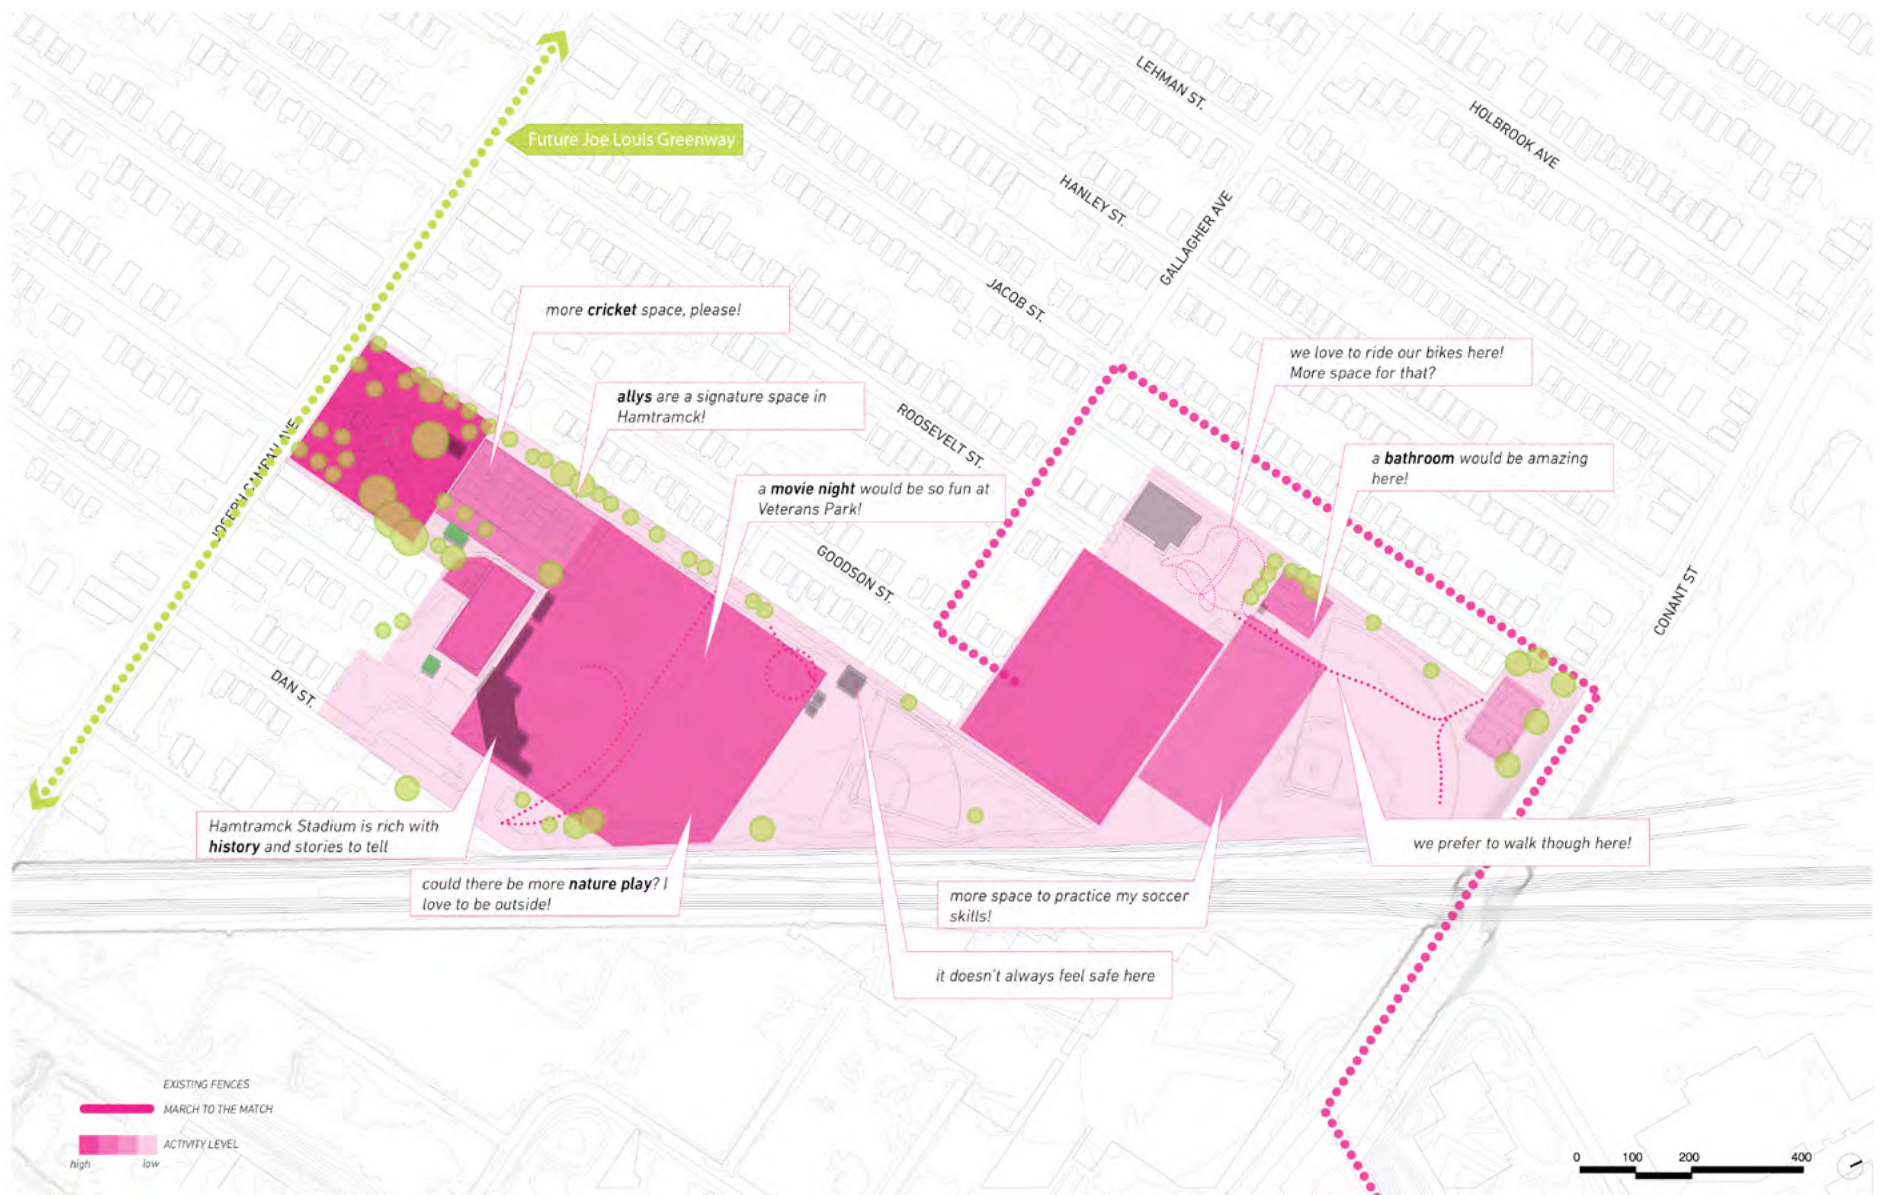 LEHMAN ST.
HOLBROOK AVE
Future Joe Louis Greenway
HANLEY ST.
GALLAGHER AVE
JACOB ST.
more cricket space, please!
we love to ride our bikes here!
More space for that?
allys are a signature space in
Hamtramck!
ROOSEVELT ST.
a bathroom would be amazing
here!
JOSEPH CAMPAU AVE
a movie night would be so fun at
Veterans Park!
GOODSON ST.
CONANT ST
DAN ST.
Hamtramck Stadium is rich with
history and stories to tell
we prefer to walk though here!
could there be more nature play? I
love to be outside!
more space to practice my soccer
skills!
it doesn't always feel safe here
EXISTING FENCES
MARCH TO THE MATCH
ACTIVITY LEVEL
high low
0 100 200 400